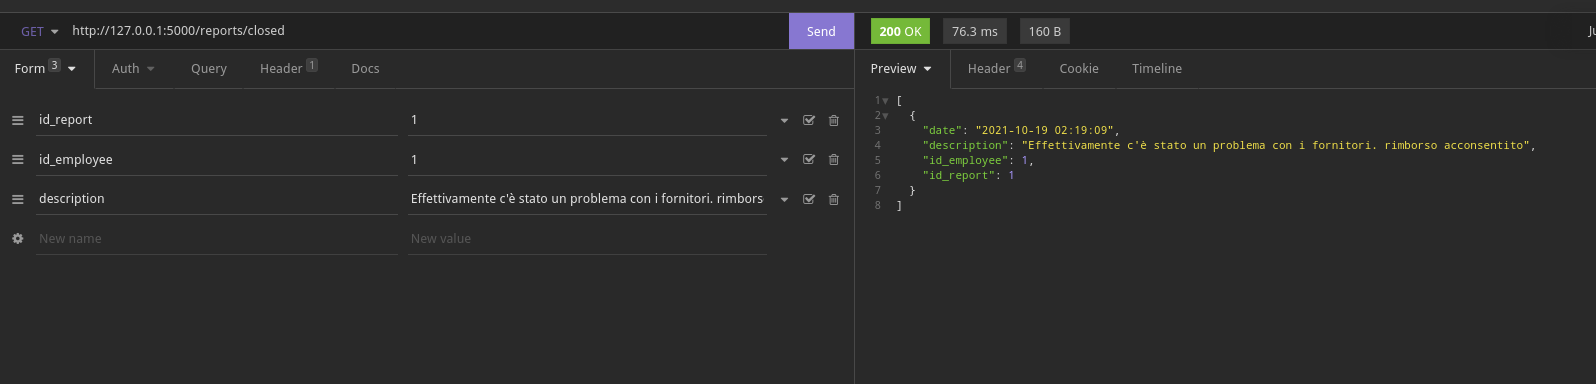 GET http://127.0.0.1:5000/reports/closed Send 200 OK 76.3 ms 160 B
Form 3 Auth Query Header 1 Docs Preview Header 4 Cookie Timeline
id_report 1
id_employee 1
description Effettivamente c'è stato un problema con i fornitori. rimbors
New name New value
1 [
2 {
3 "date": "2021-10-19 02:19:09",
4 "description": "Effettivamente c'è stato un problema con i fornitori. rimborso acconsentito",
5 "id_employee": 1,
6 "id_report": 1
7 }
8 ]